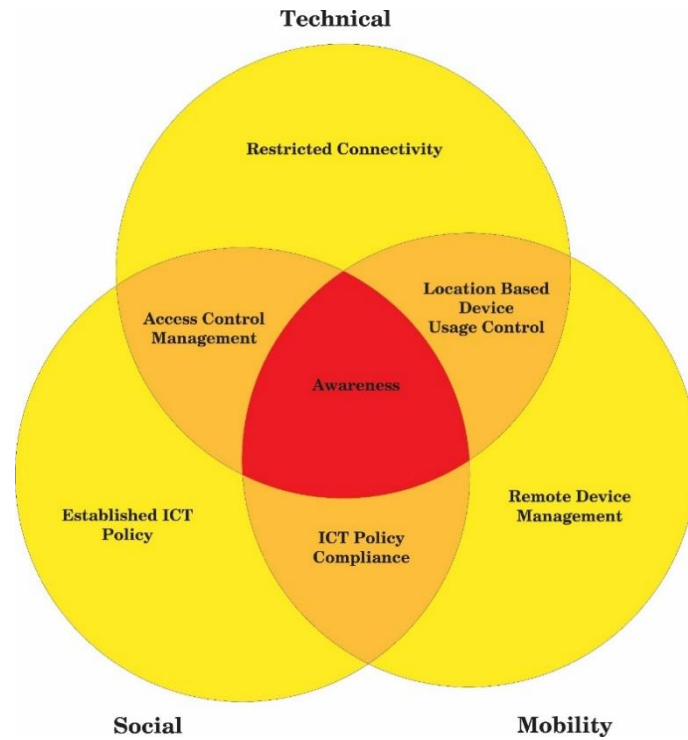 Technical
Restricted Connectivity
Location Based
Device
Usage Control
Access Control
Management
Awareness
Established ICT
Policy
ICT Policy
Compliance
Remote Device
Management
Social
Mobility